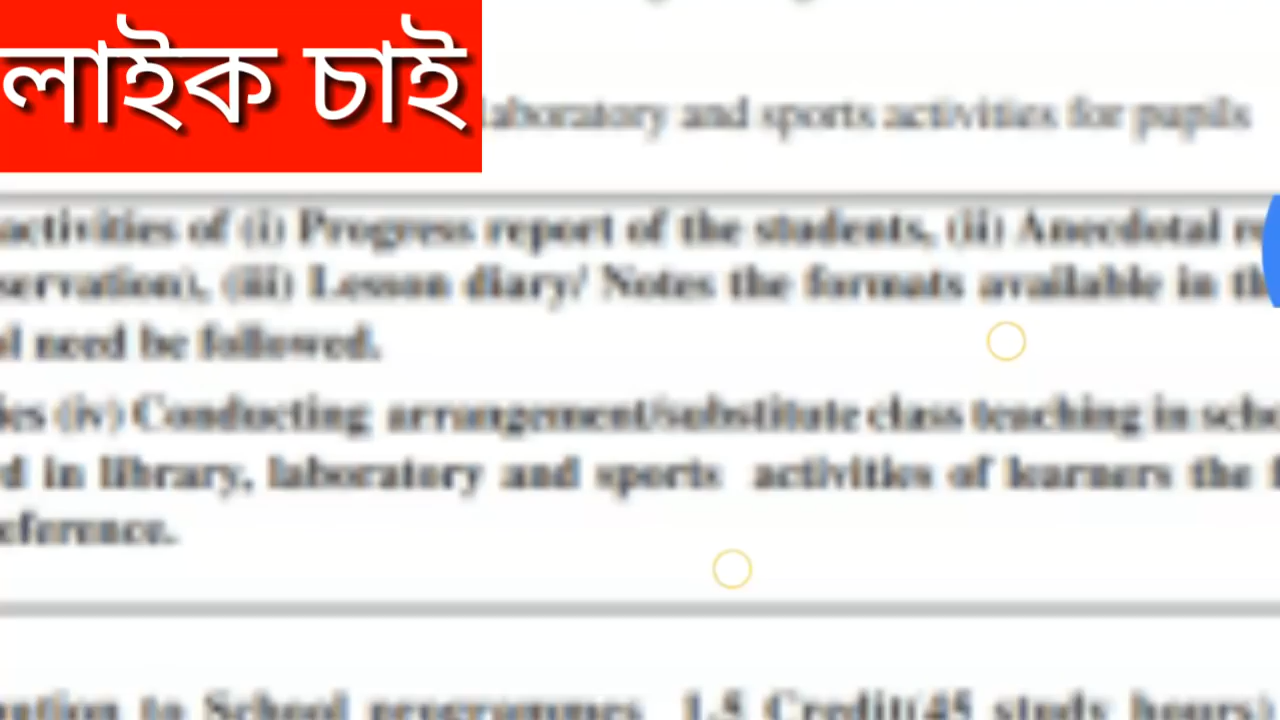 লাইক চাই
laboratory and sports activities for pupils
activities of (i) Progress report of the students, (ii) Anecdotal
(iii) Lesson diary/ Notes the formats available in
need be followed.
(iv) Conducting arrangement/substitute class teaching in
in library, laboratory and sports activities of learners the
to School programmes 1.5 Credit(45 study hours)